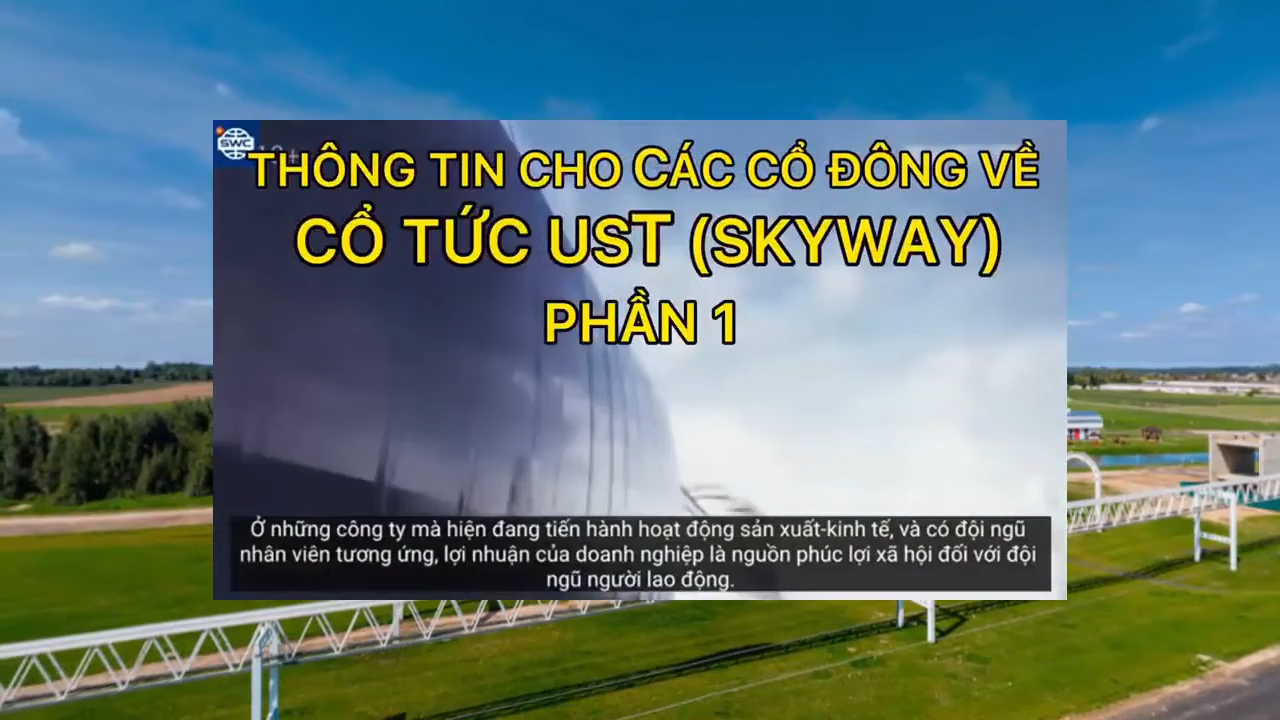 SWC
THÔNG TIN CHO CÁC CỔ ĐÔNG VỀ
CỔ TỨC UST (SKYWAY)
PHẦN 1
Ở những công ty mà hiện đang tiến hành hoạt động sản xuất-kinh tế, và có đội ngũ
nhân viên tương ứng, lợi nhuận của doanh nghiệp là nguồn phúc lợi xã hội đối với đội
ngũ người lao động.